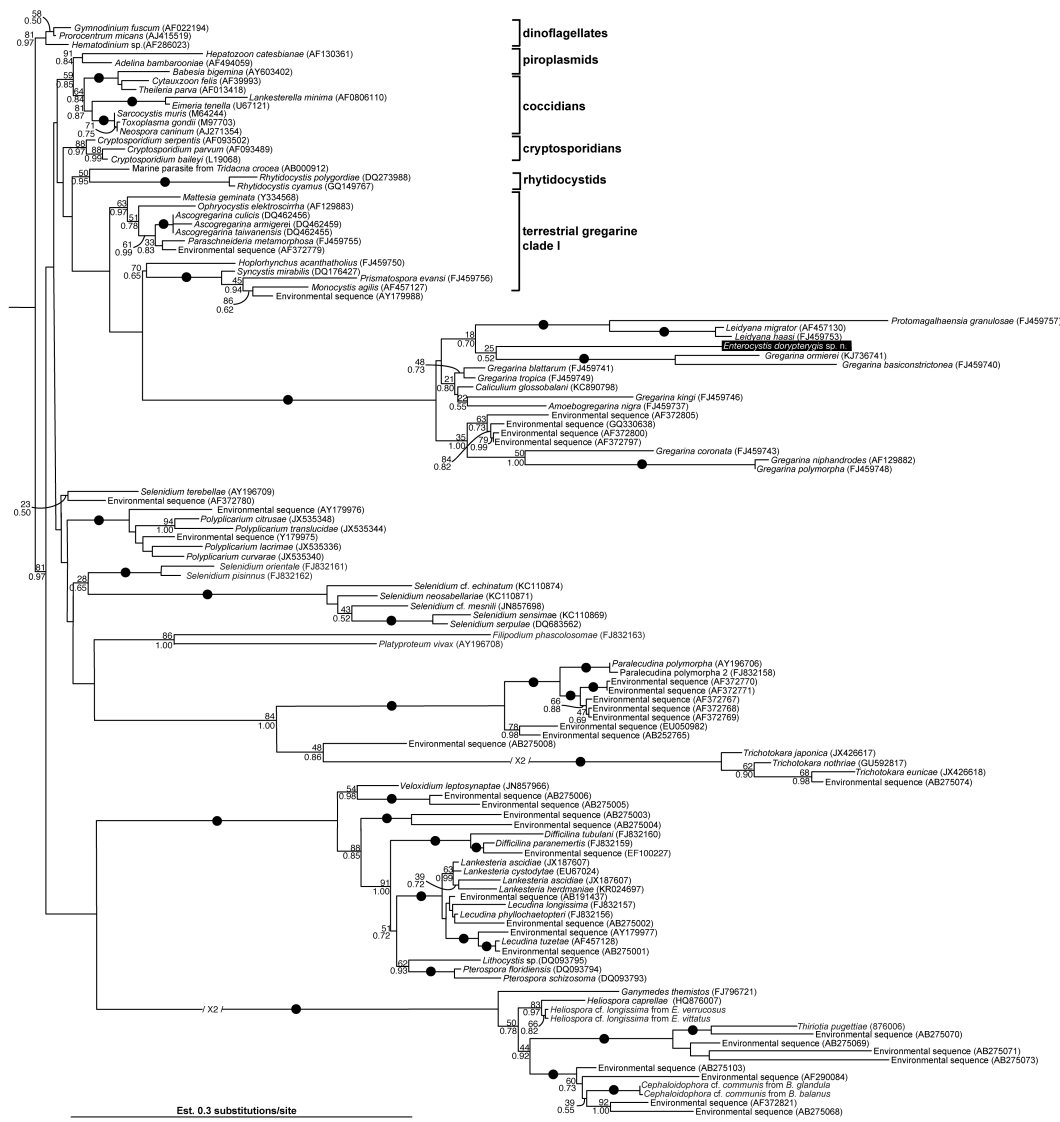 58
0.50
Gymnodinium fuscum (AF022194)
81
0.97
Prorocentrum micans (AJ415519)
Hematodinium sp.(AF286023)
dinoflagellates
91
0.84
Hepatozoon catesbianae (AF130361)
Adelina bambarooniae (AF494059)
piroplasmids
59
0.85
Babesia bigemina (AY603402)
Cytauxzoon felis (AF39993)
Theileria parva (AF013418)
64
0.84
Lankesterella minima (AF0806110)
81
0.87
Eimeria tenella (U67121)
Sarcocystis muris (M64244)
Toxoplasma gondii (M97703)
71
0.75
Neospora caninum (AJ271354)
coccidians
Cryptosporidium serpentis (AF093502)
88
0.97
Cryptosporidium parvum (AF093489)
88
0.99
Cryptosporidium baileyi (L19068)
cryptosporidians
50
0.95
Marine parasite from Tridacna crocea (AB000912)
Rhytidocystis polygordiae (DQ273988)
Rhytidocystis cyamus (GQ149767)
rhytidocystids
63
0.97
Mattesia geminata (Y334568)
Ophryocystis elektroscirrha (AF129883)
51
0.78
Ascogregarina culicis (DQ462456)
Ascogregarina armigerei (DQ462459)
Ascogregarina taiwanensis (DQ462455)
61
0.99
33
0.83
Paraschneideria metamorphosa (FJ459755)
Environmental sequence (AF372779)
terrestrial gregarine
clade I
70
0.65
Hoplorhynchus acanthatholius (FJ459750)
Syncystis mirabilis (DQ176427)
45
0.94
Prismatospora evansi (FJ459756)
Monocystis agilis (AF457127)
86
0.62
Environmental sequence (AY179988)
18
0.70
Protomagalhaensia granulosae (FJ459757)
Leidyana migrator (AF457130)
Leidyana haasi (FJ459753)
25
0.52
Enterocystis dorypterygis sp. n.
Gregarina ormierei (KJ736741)
Gregarina basiconstrictonea (FJ459740)
48
0.73
Gregarina blattarum (FJ459741)
21
0.80
Gregarina tropica (FJ459749)
Caliculium glossobalani (KC890798)
22
0.55
Gregarina kingi (FJ459746)
Amoebogregarina nigra (FJ459737)
63
0.73
Environmental sequence (AF372805)
Environmental sequence (GQ330638)
Environmental sequence (AF372800)
35
1.00
79
0.99
Environmental sequence (AF372797)
84
0.82
50
1.00
Gregarina coronata (FJ459743)
Gregarina niphandrodes (AF129882)
Gregarina polymorpha (FJ459748)
23
0.50
Selenidium terebellae (AY196709)
Environmental sequence (AF372780)
Environmental sequence (AY179976)
94
1.00
Polyplicarium citrusae (JX535348)
Polyplicarium translucidae (JX535344)
Environmental sequence (Y179975)
Polyplicarium lacrimae (JX535336)
Polyplicarium curvarae (JX535340)
81
0.97
28
0.65
Selenidium orientale (FJ832161)
Selenidium pisinnus (FJ832162)
Selenidium cf. echinatum (KC110874)
Selenidium neosabellariae (KC110871)
43
0.52
Selenidium cf. mesnili (JN857698)
Selenidium sensimae (KC110869)
Selenidium serpulae (DQ683562)
86
1.00
Filipodium phascolosomae (FJ832163)
Platyproteum vivax (AY196708)
Paralecudina polymorpha (AY196706)
Paralecudina polymorpha 2 (FJ832158)
Environmental sequence (AF372770)
Environmental sequence (AF372771)
66
0.88
Environmental sequence (AF372767)
47
0.69
Environmental sequence (AF372768)
Environmental sequence (AF372769)
84
1.00
78
0.98
Environmental sequence (EU050982)
Environmental sequence (AB252765)
48
0.86
Environmental sequence (AB275008)
/ X2 /
Trichotokara japonica (JX426617)
62
0.90
Trichotokara nothriae (GU592817)
68
0.98
Trichotokara eunicae (JX426618)
Environmental sequence (AB275074)
54
0.98
Veloxidium leptosynaptae (JN857966)
Environmental sequence (AB275006)
Environmental sequence (AB275005)
88
0.85
Environmental sequence (AB275003)
Environmental sequence (AB275004)
Difficilina tubulani (FJ832160)
Difficilina paranemertis (FJ832159)
Environmental sequence (EF100227)
91
1.00
Lankesteria ascidiae (JX187607)
63
0.99
Lankesteria cystodytae (EU67024)
39
0.72
Lankesteria ascidiae (JX187607)
Lankesteria herdmaniae (KR024697)
Environmental sequence (AB191437)
Lecudina longissima (FJ832157)
Lecudina phyllochaetopteri (FJ832156)
Environmental sequence (AB275002)
51
0.72
Environmental sequence (AY179977)
Lecudina tuzetae (AF457128)
Environmental sequence (AB275001)
62
0.93
Lithocystis sp.(DQ093795)
Pterospora floridiensis (DQ093794)
Pterospora schizosoma (DQ093793)
/ X2 /
Ganymedes themistos (FJ796721)
83
0.97
Heliospora caprellae (HQ876007)
Heliospora cf. longissima from E. verrucosus
50
0.78
66
0.82
Heliospora cf. longissima from E. vittatus
Thiriotia pugettiae (876006)
Environmental sequence (AB275070)
44
0.92
Environmental sequence (AB275069)
Environmental sequence (AB275071)
Environmental sequence (AB275073)
Environmental sequence (AB275103)
60
0.73
Environmental sequence (AF290084)
Cephaloidophora cf. communis from B. glandula
Cephaloidophora cf. communis from B. balanus
39
0.55
92
1.00
Environmental sequence (AF372821)
Environmental sequence (AB275068)
Est. 0.3 substitutions/site